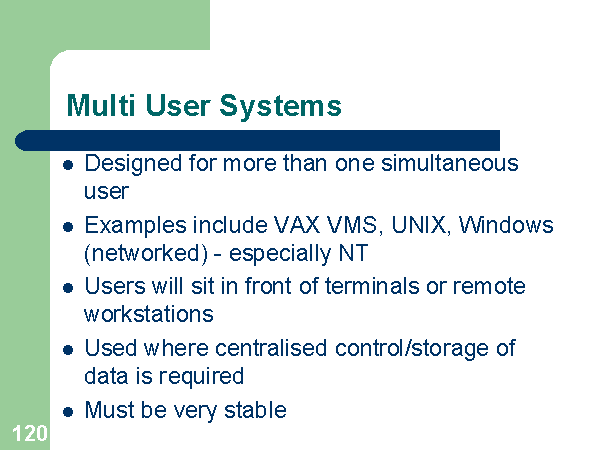 Multi User Systems
● Designed for more than one simultaneous
user
● Examples include VAX VMS, UNIX, Windows
(networked) - especially NT
● Users will sit in front of terminals or remote
workstations
● Used where centralised control/storage of
data is required
● Must be very stable
120